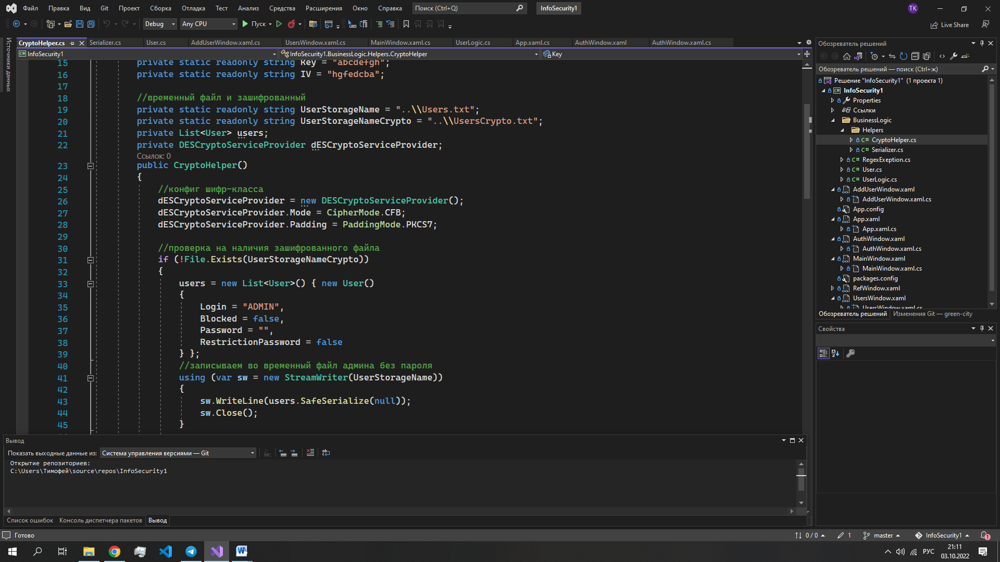 Файл Правка Вид Git Проект Сборка Отладка Тест Анализ Средства Расширения Окно Справка Поиск (Ctrl+Q) InfoSecurity1 TK
Debug Any CPU Пуск Live Share
Источники данных
CryptoHelper.cs Serializer.cs User.cs AddUserWindow.xaml.cs UsersWindow.xaml.cs MainWindow.xaml.cs UserLogic.cs App.xaml.cs AuthWindow.xaml AuthWindow.xaml.cs
InfoSecurity1 InfoSecurity1.BusinessLogic.Helpers.CryptoHelper Key
15 private static readonly string Key = "abcdefgh";
16 private static readonly string IV = "hgfedcba";
17
18 //временный файл и зашифрованный
19 private static readonly string UserStorageName = "..\\Users.txt";
20 private static readonly string UserStorageNameCrypto = "..\\UsersCrypto.txt";
21 private List<User> users;
22 private DESCryptoServiceProvider dESCryptoServiceProvider;
Ссылок: 0
23 public CryptoHelper()
24 {
25 //конфиг шифр-класса
26 dESCryptoServiceProvider = new DESCryptoServiceProvider();
27 dESCryptoServiceProvider.Mode = CipherMode.CFB;
28 dESCryptoServiceProvider.Padding = PaddingMode.PKCS7;
29
30 //проверка на наличия зашифрованного файла
31 if (!File.Exists(UserStorageNameCrypto))
32 {
33 users = new List<User>() { new User()
34 {
35 Login = "ADMIN",
36 Blocked = false,
37 Password = "",
38 RestrictionPassword = false
39 } };
40 //записываем во временный файл админа без пароля
41 using (var sw = new StreamWriter(UserStorageName))
42 {
43 sw.WriteLine(users.SafeSerialize(null));
44 sw.Close();
45 }
Вывод
Показать выходные данные из: Система управления версиями — Git
Открытие репозиториев:
C:\Users\Тимофей\source\repos\InfoSecurity1
Список ошибок Консоль диспетчера пакетов Вывод
Обозреватель решений
Обозреватель решений — поиск (Ctrl+ж)
Решение "InfoSecurity1" (1 проекта 1)
InfoSecurity1
Properties
Ссылки
BusinessLogic
Helpers
C# CryptoHelper.cs
C# Serializer.cs
C# RegexExeption.cs
C# User.cs
C# UserLogic.cs
AddUserWindow.xaml
AddUserWindow.xaml.cs
App.config
App.xaml
App.xaml.cs
AuthWindow.xaml
AuthWindow.xaml.cs
MainWindow.xaml
MainWindow.xaml.cs
packages.config
RefWindow.xaml
UsersWindow.xaml
UsersWindow.xaml.cs
Обозреватель решений Изменения Git — green-city
Свойства
Готово 0 / 0 1 master InfoSecurity1 1
РУС 21:11
03.10.2022